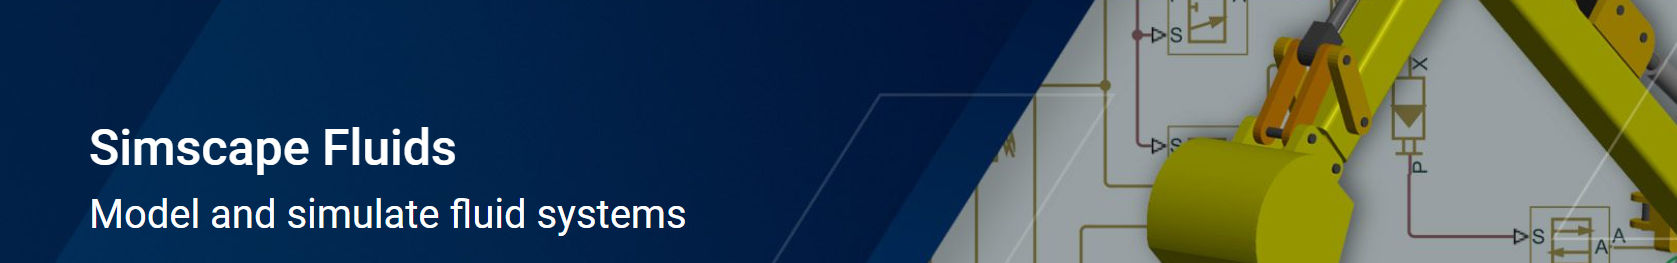 Simscape Fluids
Model and simulate fluid systems
S
S
X
P
S
A
A